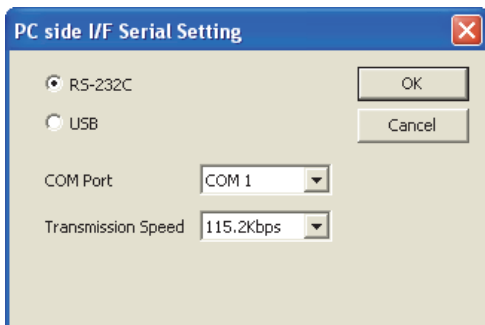 PC side I/F Serial Setting
RS-232C
OK
USB
Cancel
COM Port
COM 1
Transmission Speed
115.2Kbps